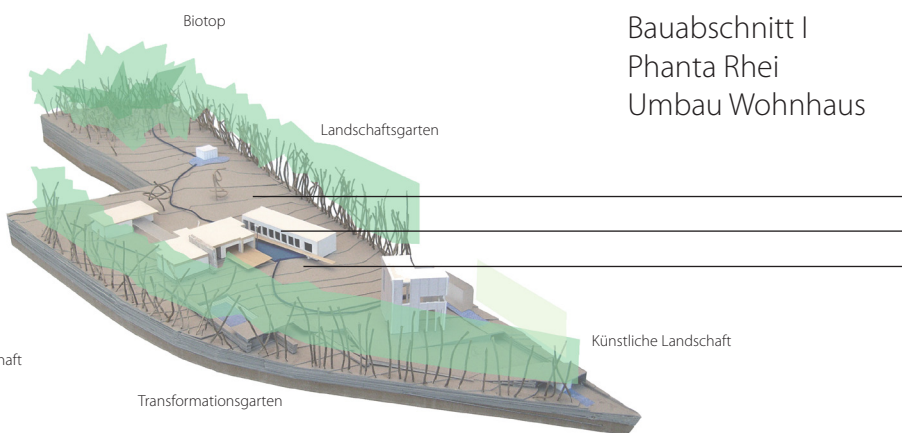 Biotop
Bauabschnitt I
Phanta Rhei
Umbau Wohnhaus
Landschaftsgarten
Künstliche Landschaft
Transformationsgarten